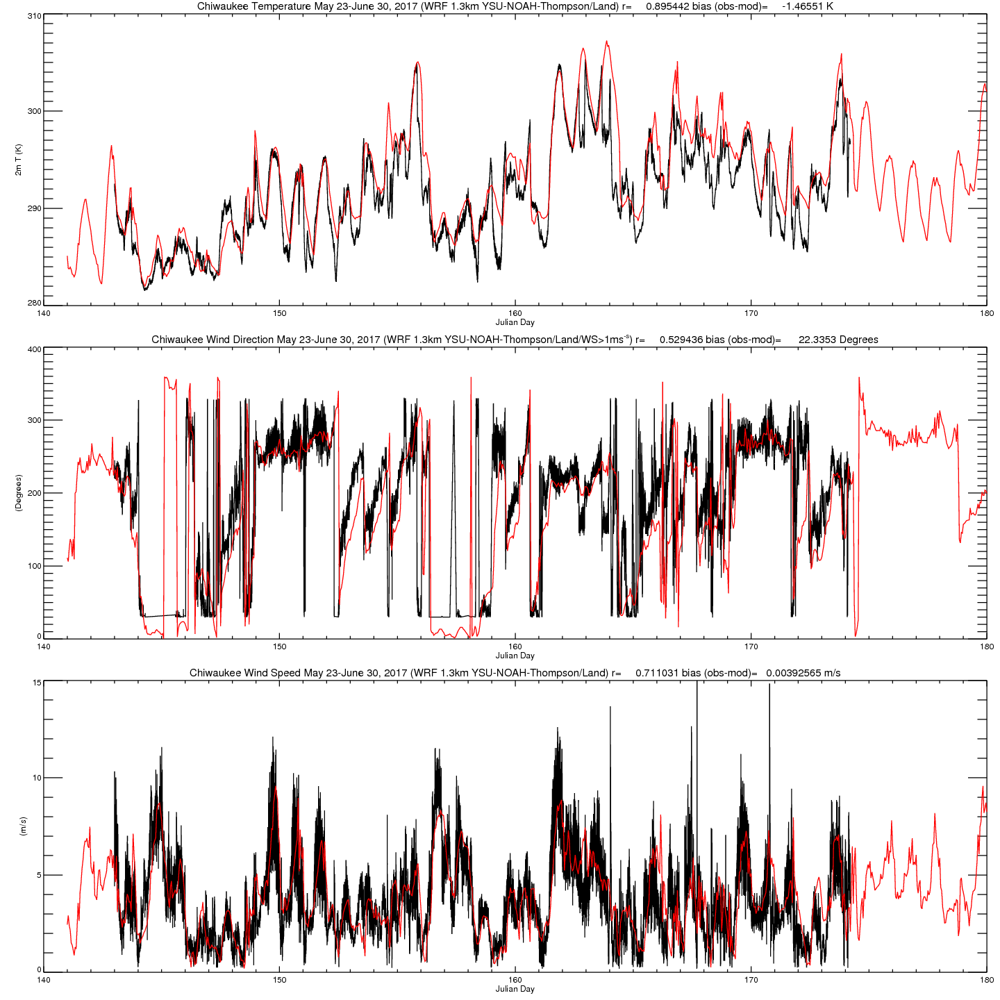 Chiwaukee Temperature May 23-June 30, 2017 (WRF 1.3km YSU-NOAH-Thompson/Land) r= 0.895442 bias (obs-mod)= -1.46551 K
310
300
290
280
2m T (K)
140 150 160 170 180
Julian Day
Chiwaukee Wind Direction May 23-June 30, 2017 (WRF 1.3km YSU-NOAH-Thompson/Land/WS>1ms-s) r= 0.529436 bias (obs-mod)= 22.3353 Degrees
400
300
200
100
0
(Degrees)
140 150 160 170 180
Julian Day
Chiwaukee Wind Speed May 23-June 30, 2017 (WRF 1.3km YSU-NOAH-Thompson/Land) r= 0.711031 bias (obs-mod)= 0.00392565 m/s
15
10
5
0
(m/s)
140 150 160 170 180
Julian Day